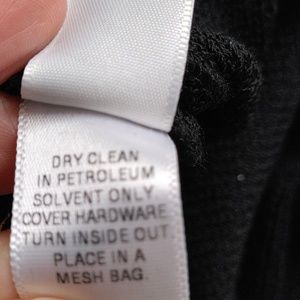 DRY CLEAN
IN PETROLEUM
SOLVENT ONLY
COVER HARDWARE
TURN INSIDE OUT.
PLACE IN A
MESH BAG.